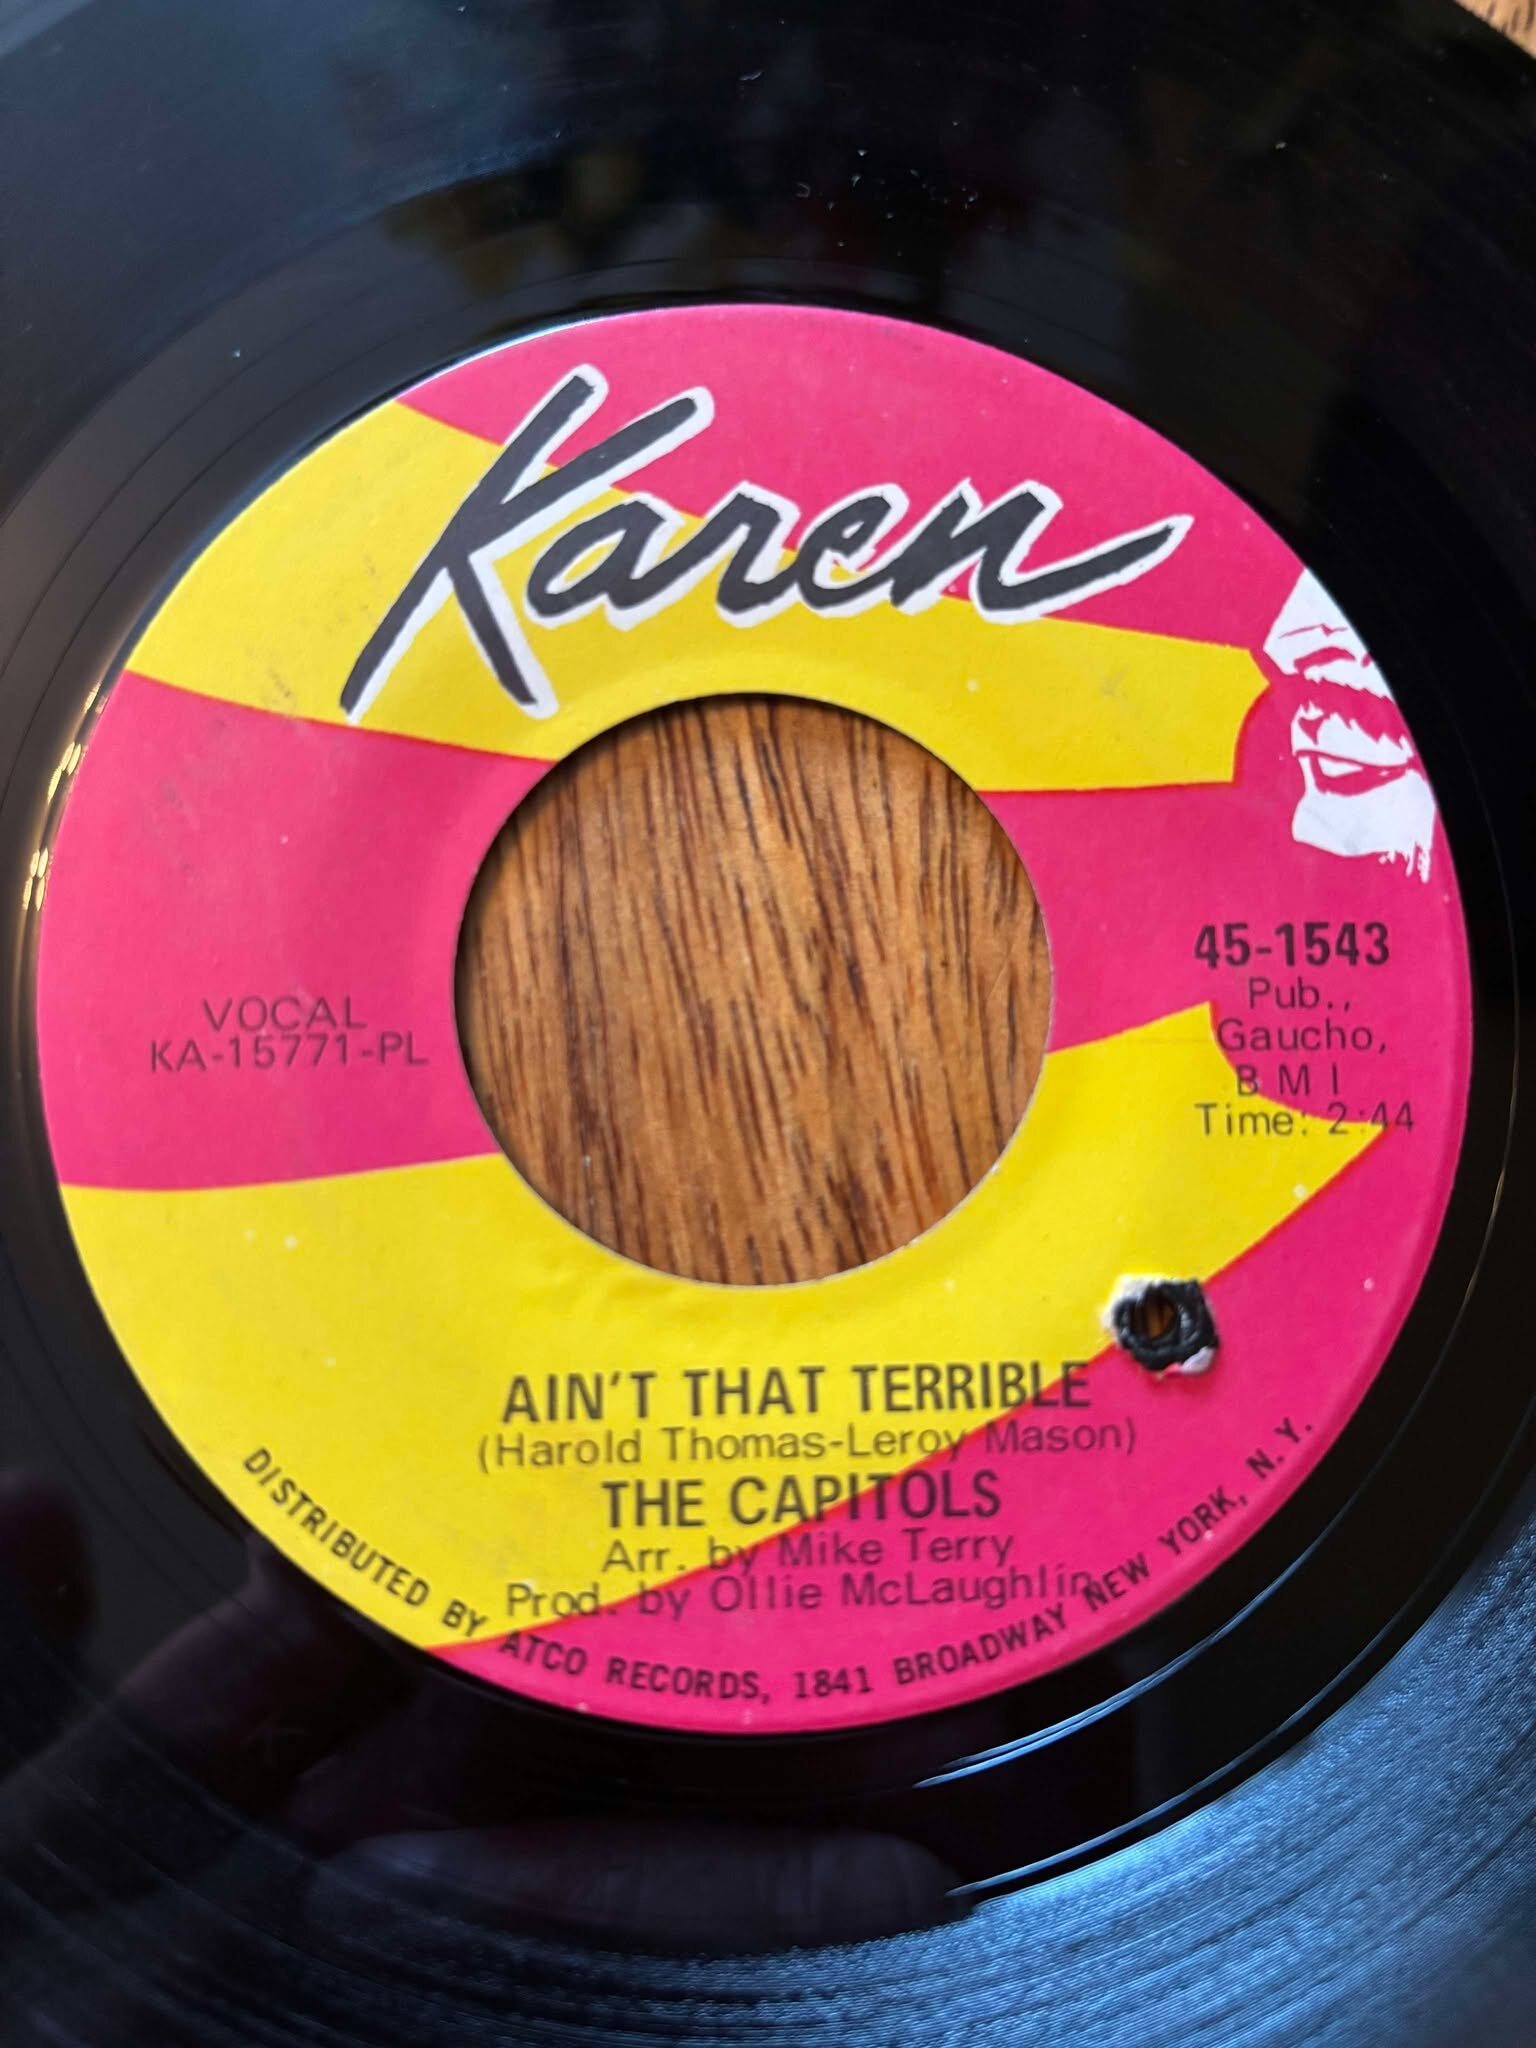 Karen
VOCAL
KA-15771-PL
45-1543
Pub.,
Gaucho,
B M I
Time: 2:44
AIN'T THAT TERRIBLE
(Harold Thomas-Leroy Mason)
THE CAPITOLS
Arr. by Mike Terry
Prod. by Ollie McLaughlin
DISTRIBUTED BY ATCO RECORDS, 1841 BROADWAY NEW YORK, N. Y.